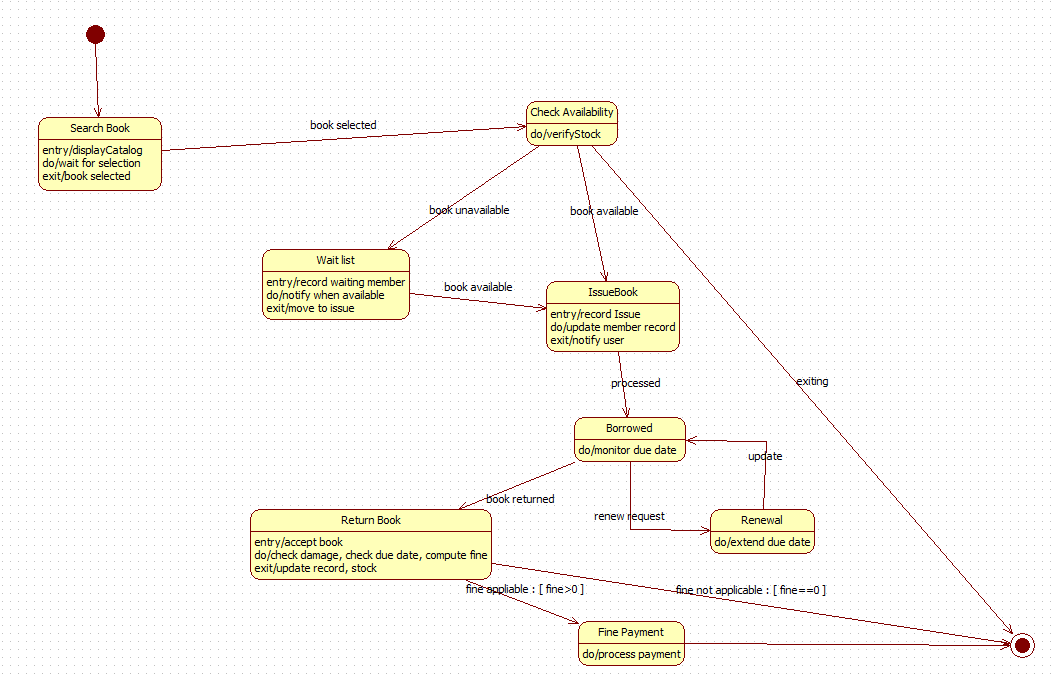 Search Book
entry/displayCatalog
do/wait for selection
exit/book selected
book selected
Check Availability
do/verifyStock
book unavailable
book available
Wait list
entry/record waiting member
do/notify when available
exit/move to issue
book available
IssueBook
entry/record Issue
do/update member record
exit/notify user
exiting
processed
Borrowed
do/monitor due date
update
book returned
renew request
Renewal
do/extend due date
Return Book
entry/accept book
do/check damage, check due date, compute fine
exit/update record, stock
fine appliable : [ fine>0 ]
fine not applicable : [ fine==0 ]
Fine Payment
do/process payment